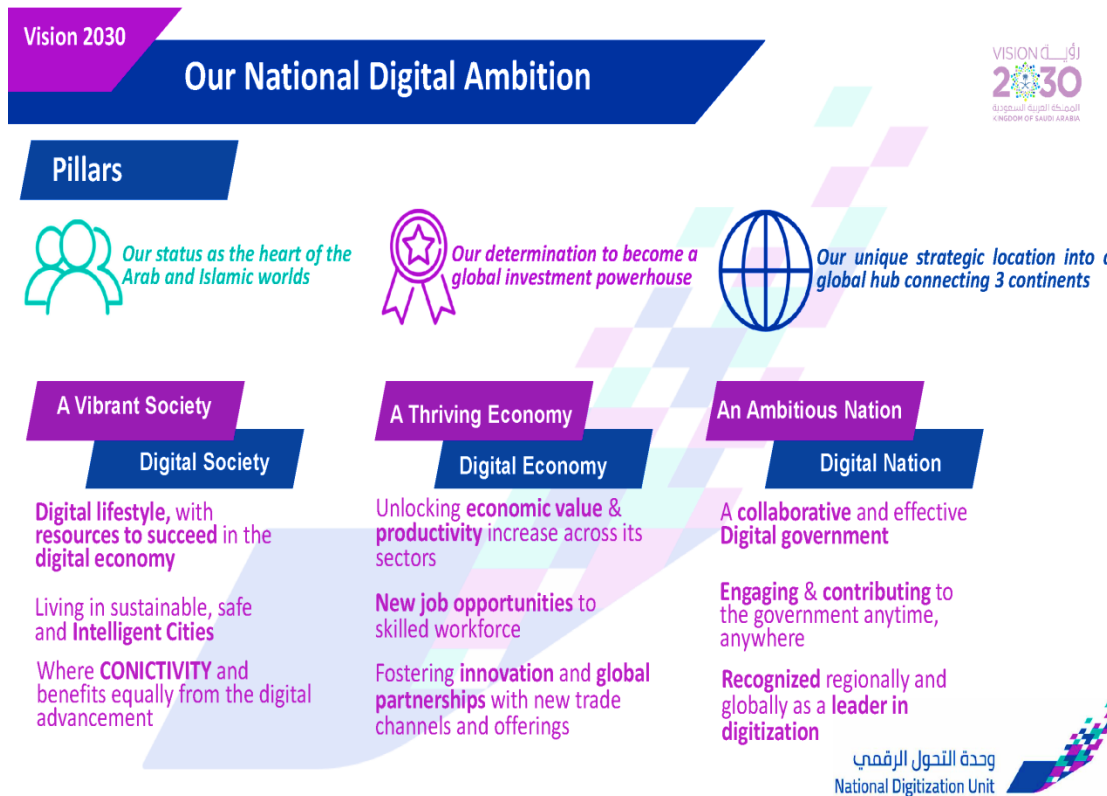 Vision 2030
Our National Digital Ambition
VISION رؤيــة
2030
المملكة العربية السعودية
KINGDOM OF SAUDI ARABIA
Pillars
Our status as the heart of the
Arab and Islamic worlds
Our determination to become a
global investment powerhouse
Our unique strategic location into a
global hub connecting 3 continents
A Vibrant Society
Digital Society
Digital lifestyle, with
resources to succeed in the
digital economy
Living in sustainable, safe
and Intelligent Cities
Where CONICTIVITY and
benefits equally from the digital
advancement
A Thriving Economy
Digital Economy
Unlocking economic value &
productivity increase across its
sectors
New job opportunities to
skilled workforce
Fostering innovation and global
partnerships with new trade
channels and offerings
An Ambitious Nation
Digital Nation
A collaborative and effective
Digital government
Engaging & contributing to
the government anytime,
anywhere
Recognized regionally and
globally as a leader in
digitization
وحدة التحول الرقمي
National Digitization Unit